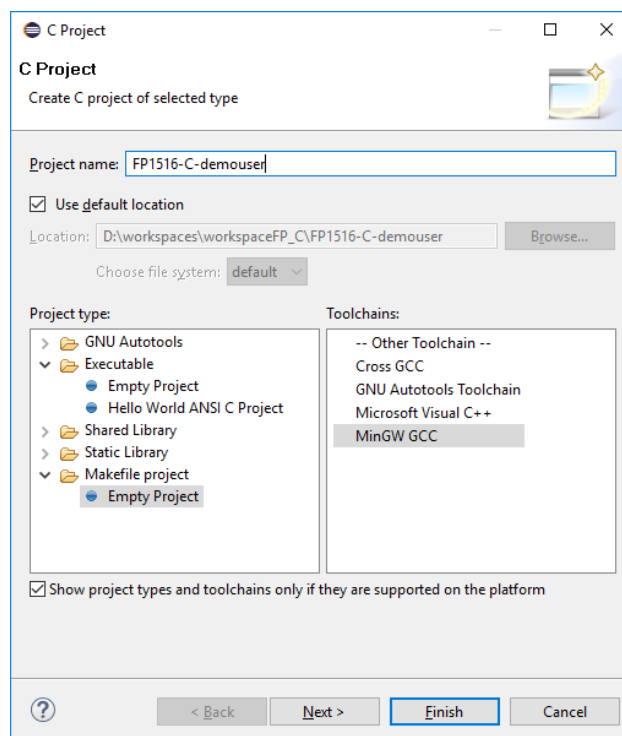 C Project
C Project
Create C project of selected type
Project name: FP1516-C-demouser
Use default location
Location: D:\workspaces\workspaceFP_C\FP1516-C-demouser Browse...
Choose file system: default
Project type: Toolchains:
GNU Autotools
Executable
Empty Project
Hello World ANSI C Project
Shared Library
Static Library
Makefile project
Empty Project
-- Other Toolchain --
Cross GCC
GNU Autotools Toolchain
Microsoft Visual C++
MinGW GCC
Show project types and toolchains only if they are supported on the platform
? < Back Next > Finish Cancel